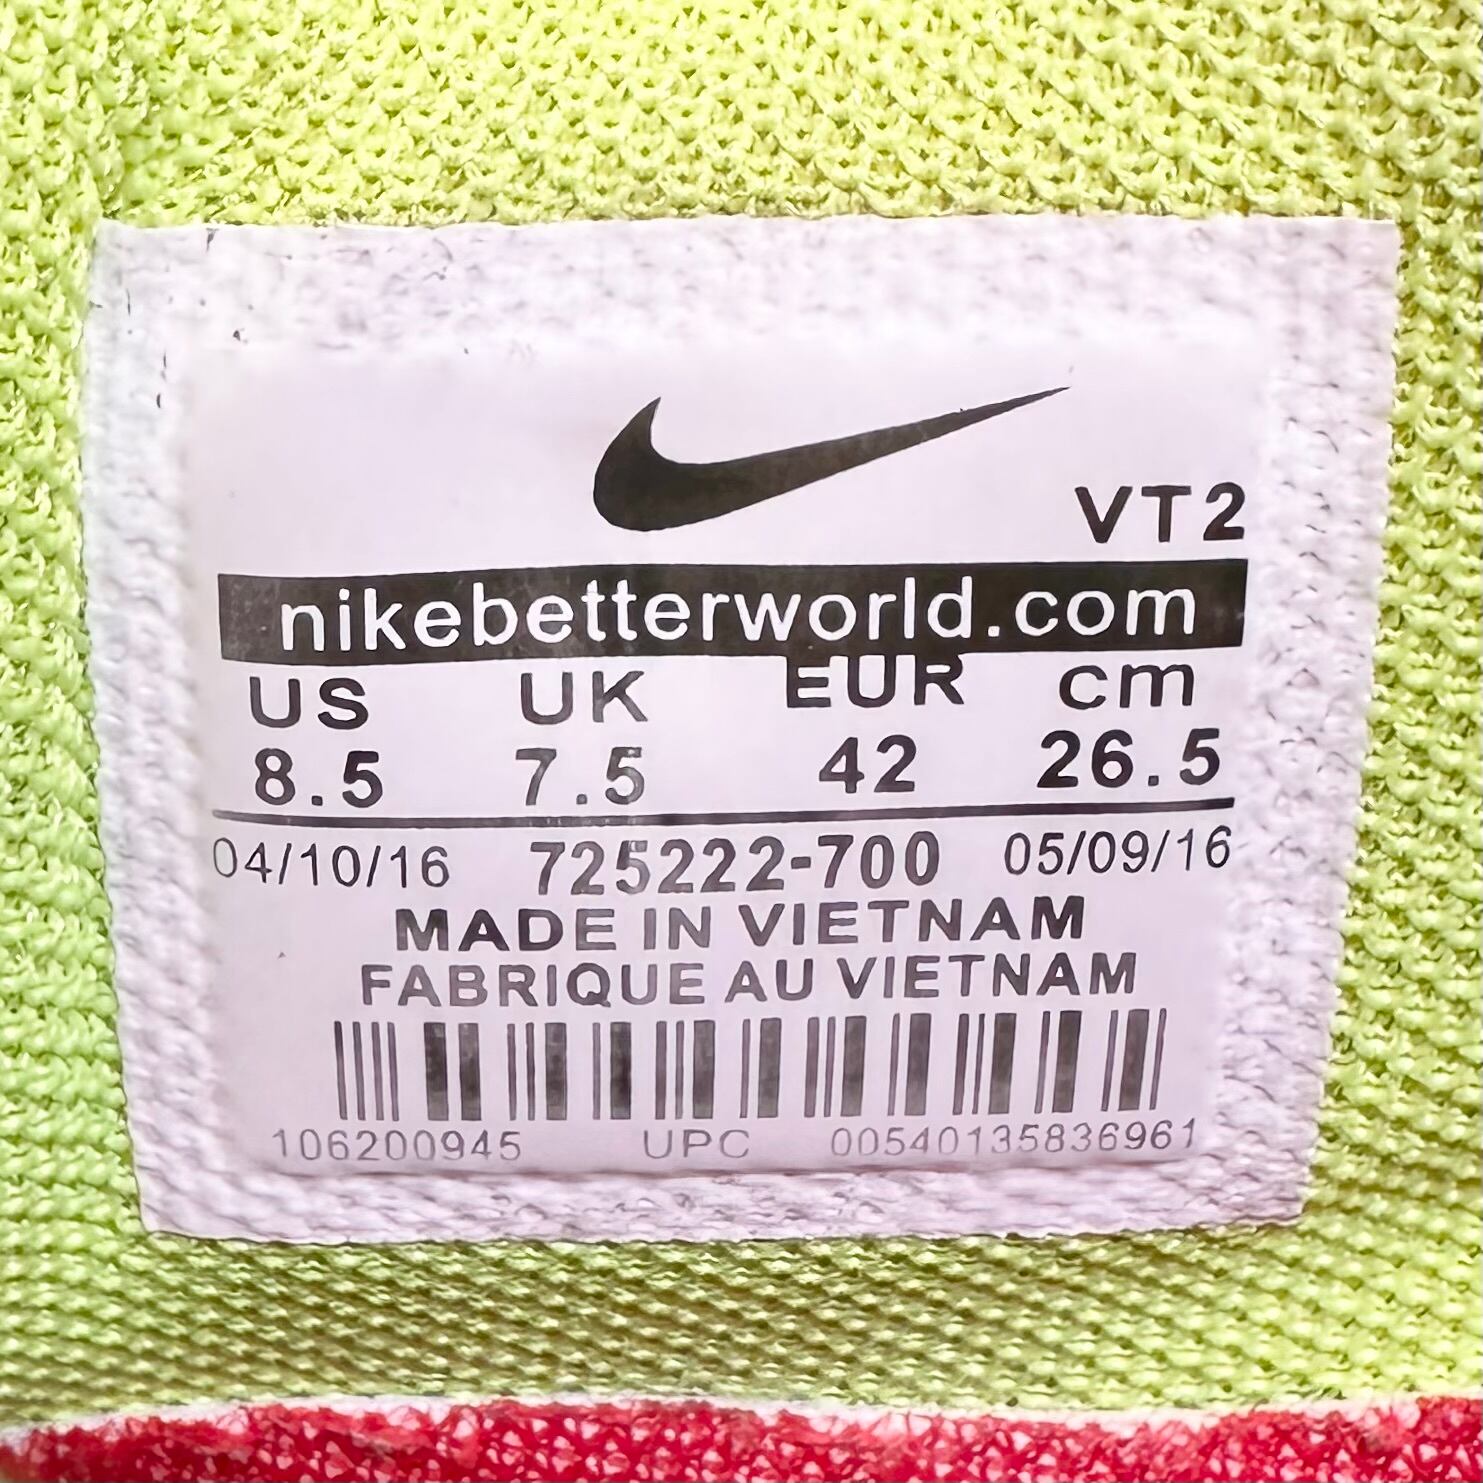 VT2
nikebetterworld.com
US UK EUR cm
8.5 7.5 42 26.5
04/10/16 725222-700 05/09/16
MADE IN VIETNAM
FABRIQUE AU VIETNAM
106200945 UPC 00540135836961